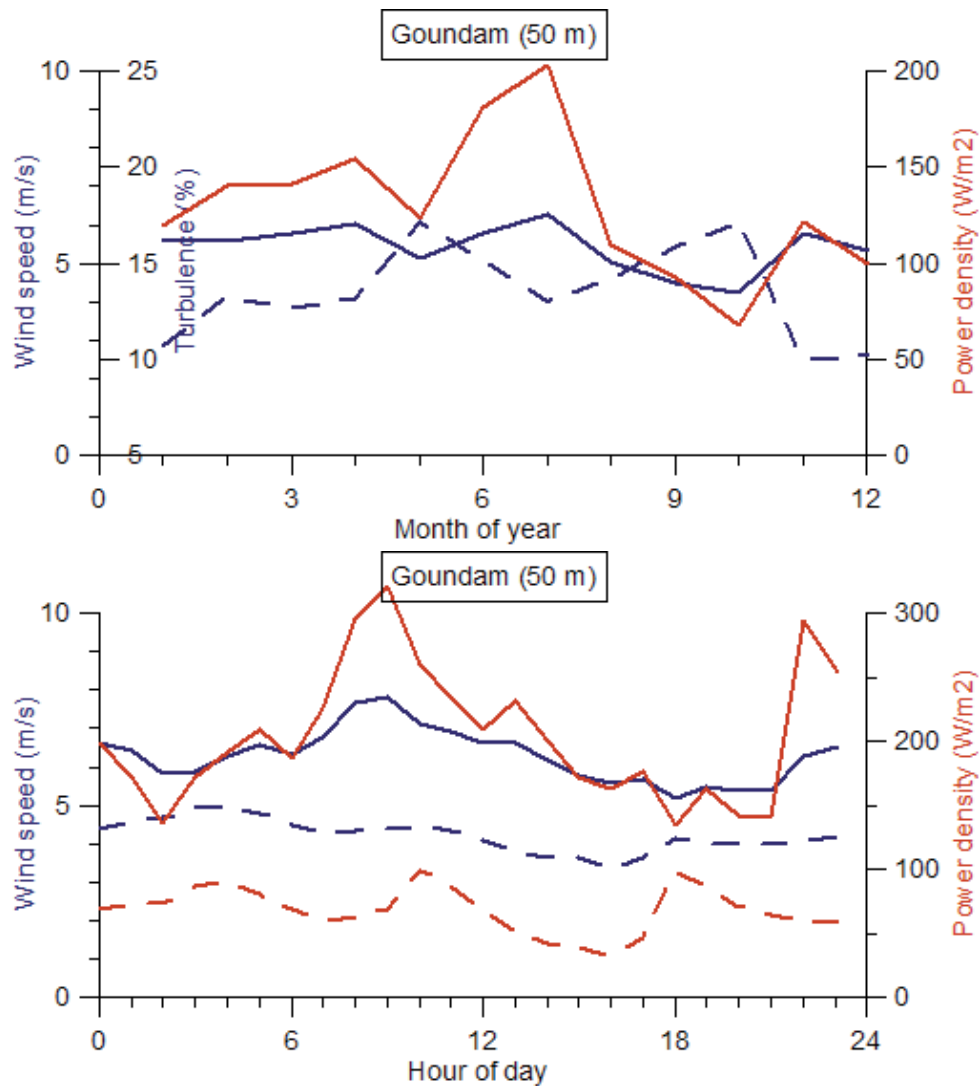 Goundam (50 m)
10 25 200
20 150
5 15 100
10 50
0 5 0
Wind speed (m/s)
Turbulence (%)
Power density (W/m2)
0 3 6 9 12
Month of year
Goundam (50 m)
10 300
200
5
100
0 0
Wind speed (m/s)
Power density (W/m2)
0 6 12 18 24
Hour of day